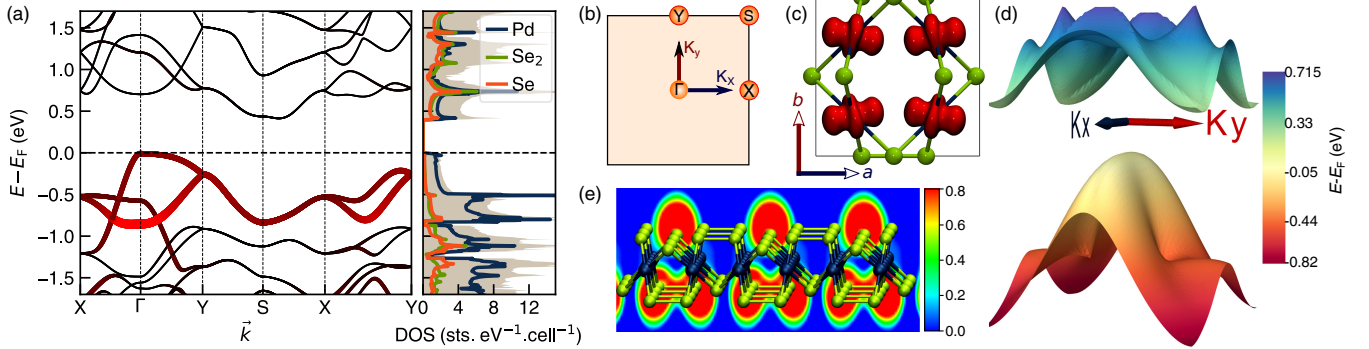 (a)
1.5
1.0
0.5
0.0
−0.5
−1.0
−1.5
E−E_F (eV)
X Γ Y S X Y
k⃗
Pd
Se₂
Se
0 4 8 12
DOS (sts. eV⁻¹.cell⁻¹)
(b)
Y S
K_y
K_x
Γ X
(c)
b
a
(d)
Kx Ky
0.715
0.33
-0.05
-0.44
-0.82
E-E_F (eV)
(e)
0.8
0.6
0.4
0.2
0.0